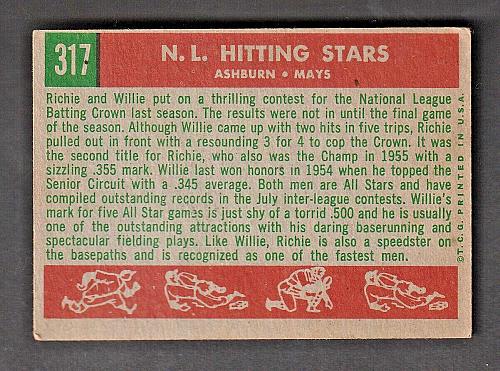 317
N. L. HITTING STARS
ASHBURN • MAYS
Richie and Willie put on a thrilling contest for the National League
Batting Crown last season. The results were not in until the final game
of the season. Although Willie came up with two hits in five trips, Richie
pulled out in front with a resounding 3 for 4 to cop the Crown. It was
the second title for Richie, who also was the Champ in 1955 with a
sizzling .355 mark. Willie last won honors in 1954 when he topped the
Senior Circuit with a .345 average. Both men are All Stars and have
compiled outstanding records in the July inter-league contests. Willie's
mark for five All Star games is just shy of a torrid .500 and he is usually
one of the outstanding attractions with his daring baserunning and
spectacular fielding plays. Like Willie, Richie is also a speedster on
the basepaths and is recognized as one of the fastest men.
©T.C.G. PRINTED IN U.S.A.